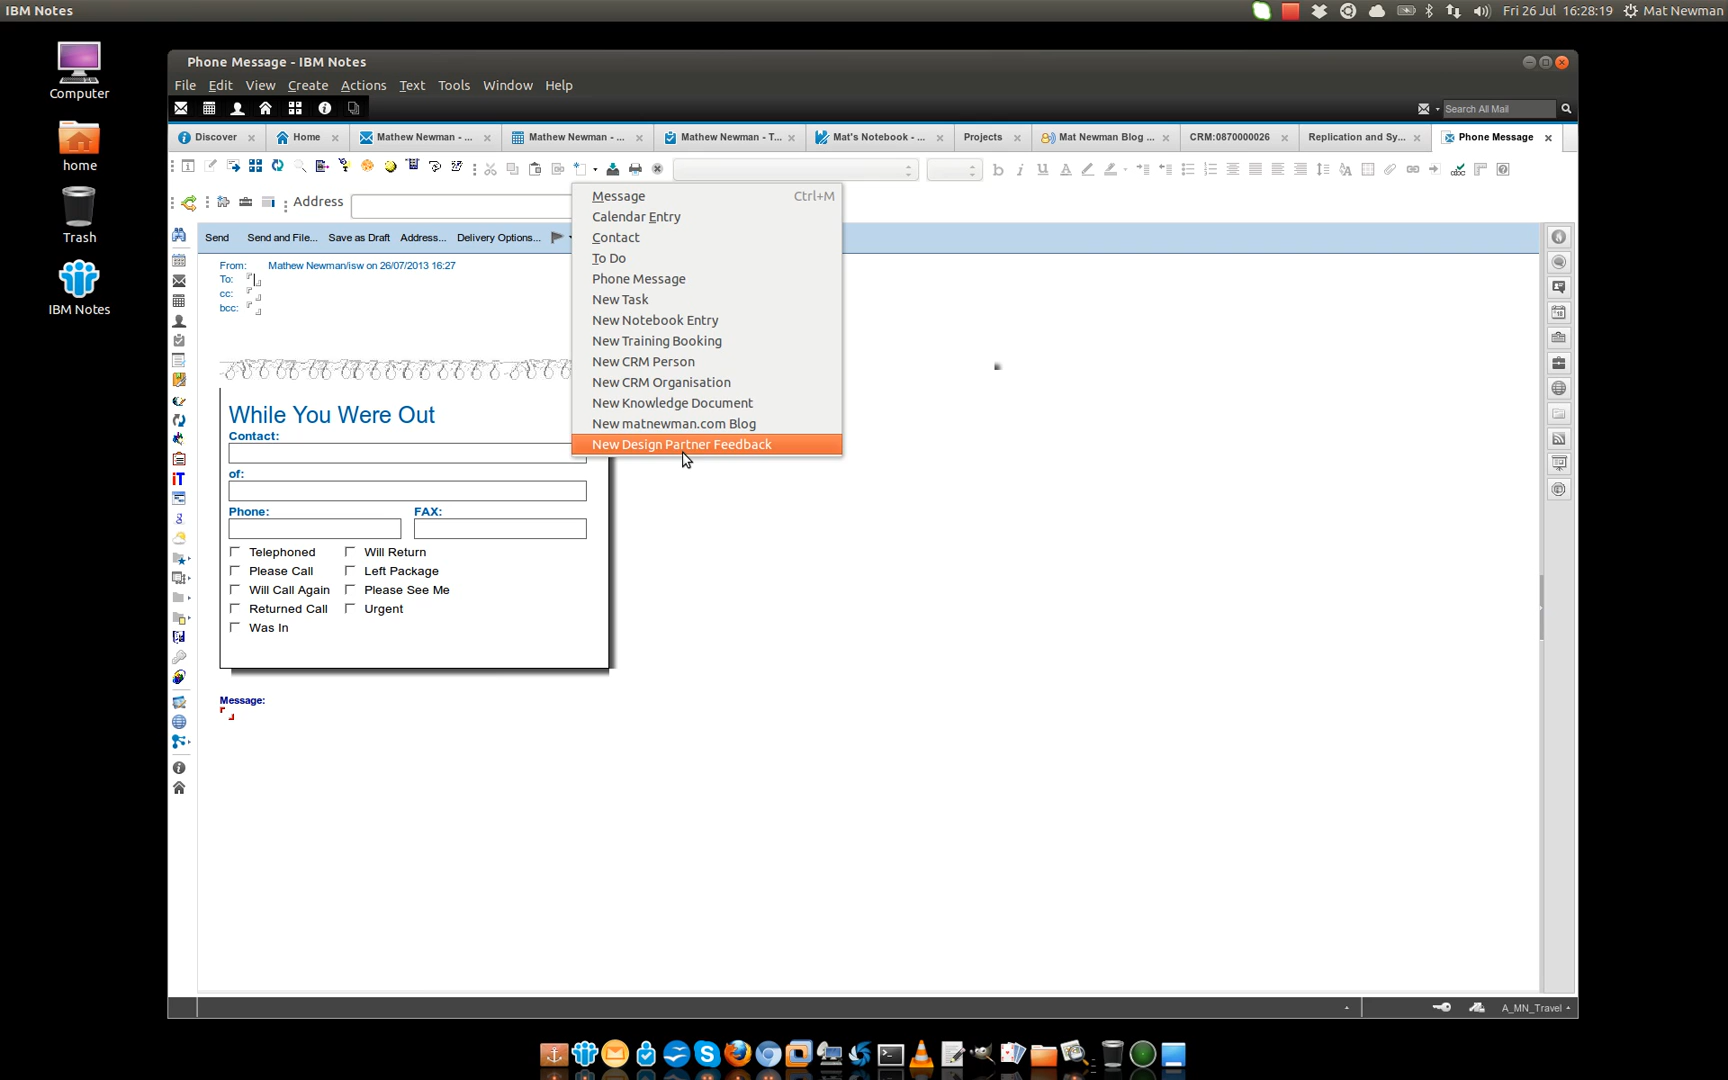 IBM Notes
Fri 26 Jul 16:28:19 Mat Newman
Computer
home
Trash
IBM Notes
Phone Message - IBM Notes
File Edit View Create Actions Text Tools Window Help
Search All Mail
Discover Home Mathew Newman - ... Mathew Newman - ... Mathew Newman - T... Mat's Notebook - ... Projects Mat Newman Blog ... CRM:0870000026 Replication and Sy... Phone Message
Address
Send Send and File... Save as Draft Address... Delivery Options...
From: Mathew Newman/isw on 26/07/2013 16:27
To:
cc:
bcc:
Message Ctrl+M
Calendar Entry
Contact
To Do
Phone Message
New Task
New Notebook Entry
New Training Booking
New CRM Person
New CRM Organisation
New Knowledge Document
New matnewman.com Blog
New Design Partner Feedback
While You Were Out
Contact:
of:
Phone: FAX:
Telephoned Will Return
Please Call Left Package
Will Call Again Please See Me
Returned Call Urgent
Was In
Message:
A_MN_Travel